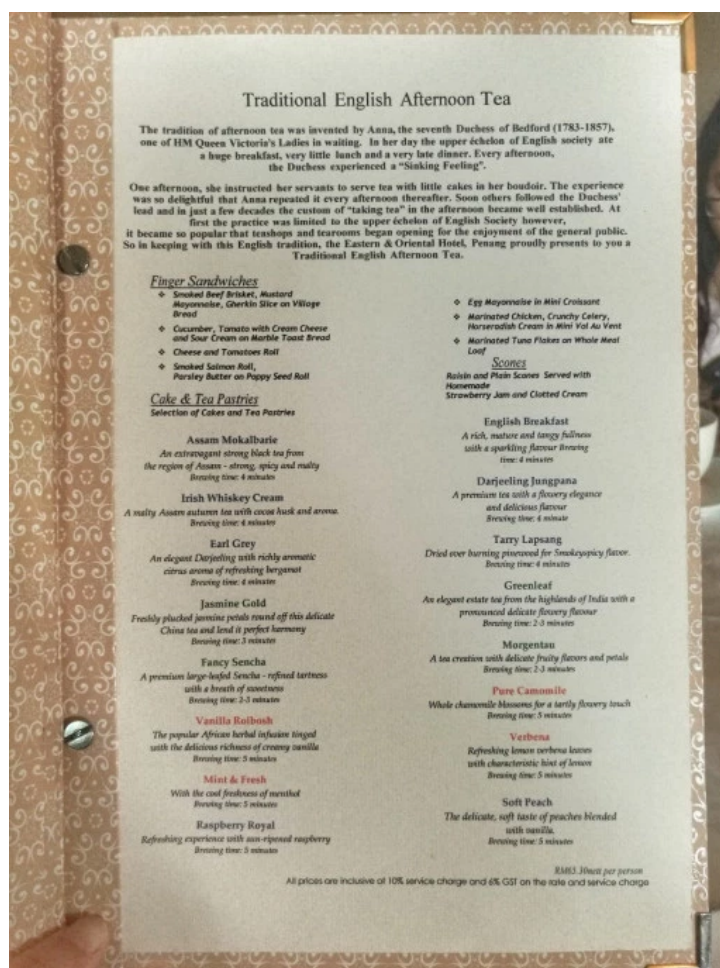 Traditional English Afternoon Tea
The tradition of afternoon tea was invented by Anna, the seventh Duchess of Bedford (1783-1857),
one of HM Queen Victoria's Ladies in waiting. In her day the upper échelon of English society ate
a huge breakfast, very little lunch and a very late dinner. Every afternoon,
the Duchess experienced a "Sinking Feeling".
One afternoon, she instructed her servants to serve tea with little cakes in her boudoir. The experience
was so delightful that Anna repeated it every afternoon thereafter. Soon others followed the Duchess'
lead and in just a few decades the custom of "taking tea" in the afternoon became well established. At
first the practice was limited to the upper échelon of English Society however,
it became so popular that teashops and tearooms began opening for the enjoyment of the general public.
So in keeping with this English tradition, the Eastern & Oriental Hotel, Penang proudly presents to you a
Traditional English Afternoon Tea.
Finger Sandwiches
❖ Smoked Beef Brisket, Mustard
Mayonnaise, Gherkin Slice on Village
Bread
❖ Cucumber, Tomato with Cream Cheese
and Sour Cream on Marble Toast Bread
❖ Cheese and Tomatoes Roll
❖ Smoked Salmon Roll,
Parsley Butter on Poppy Seed Roll
❖ Egg Mayonnaise in Mini Croissant
❖ Marinated Chicken, Crunchy Celery,
Horseradish Cream in Mini Vol Au Vent
❖ Marinated Tuna Flakes on Whole Meal
Loaf
Cake & Tea Pastries
Selection of Cakes and Tea Pastries
Scones
Raisin and Plain Scones Served with
Homemade
Strawberry Jam and Clotted Cream
Assam Mokalbarie
An extravagant strong black tea from
the region of Assam - strong, spicy and malty
Brewing time: 4 minutes
Irish Whiskey Cream
A malty Assam autumn tea with cocoa husk and aroma.
Brewing time: 4 minutes
Earl Grey
An elegant Darjeeling with richly aromatic
citrus aroma of refreshing bergamot
Brewing time: 4 minutes
Jasmine Gold
Freshly plucked jasmine petals round off this delicate
China tea and lend it perfect harmony
Brewing time: 3 minutes
Fancy Sencha
A premium large-leafed Sencha - refined tartness
with a breath of sweetness
Brewing time: 2-3 minutes
Vanilla Roibosh
The popular African herbal infusion tinged
with the delicious richness of creamy vanilla
Brewing time: 5 minutes
Mint & Fresh
With the cool freshness of menthol
Brewing time: 5 minutes
Raspberry Royal
Refreshing experience with sun-ripened raspberry
Brewing time: 5 minutes
English Breakfast
A rich, mature and tangy fullness
with a sparkling flavour Brewing
time: 4 minutes
Darjeeling Jungpana
A premium tea with a flowery elegance
and delicious flavour
Brewing time: 4 minute
Tarry Lapsang
Dried over burning pinewood for Smokeyspicy flavor.
Brewing time: 4 minutes
Greenleaf
An elegant estate tea from the highlands of India with a
pronounced delicate flowery flavour
Brewing time: 2-3 minutes
Morgentau
A tea creation with delicate fruity flavors and petals
Brewing time: 2-3 minutes
Pure Camomile
Whole chamomile blossoms for a tartly flowery touch
Brewing time: 5 minutes
Verbena
Refreshing lemon verbena leaves
with characteristic hint of lemon
Brewing time: 5 minutes
Soft Peach
The delicate, soft taste of peaches blended
with vanilla.
Brewing time: 5 minutes
RM63.30nett per person
All prices are inclusive of 10% service charge and 6% GST on the rate and service charge